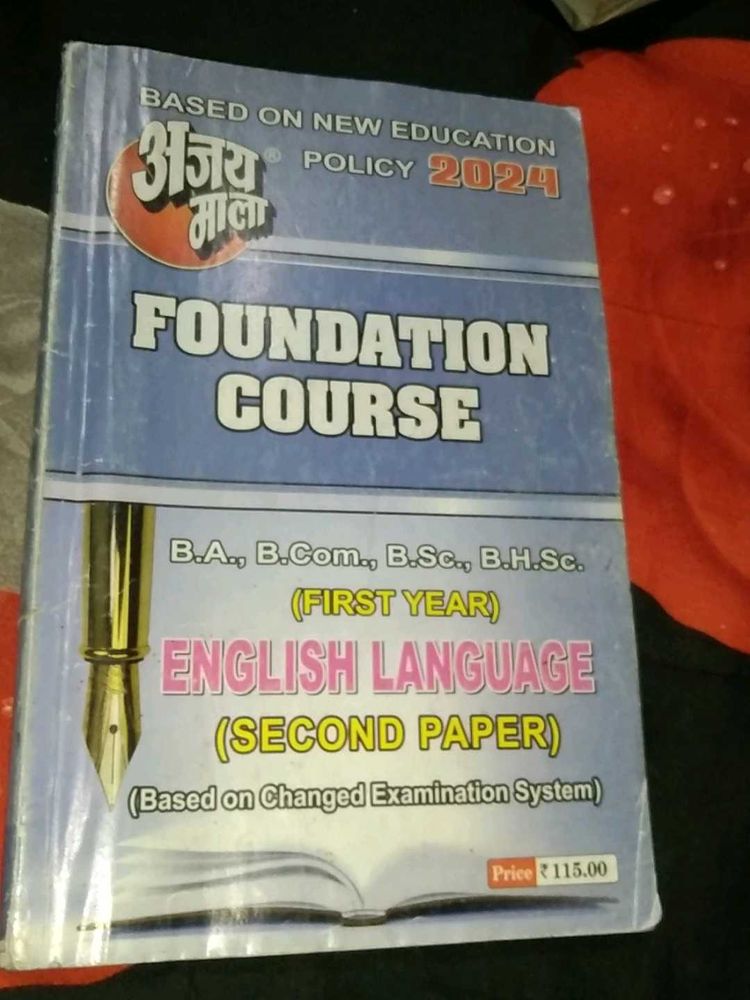 BASED ON NEW EDUCATION
POLICY 2024
अजय
माला
®
FOUNDATION
COURSE
B.A., B.Com., B.Sc., B.H.Sc.
(FIRST YEAR)
ENGLISH LANGUAGE
(SECOND PAPER)
(Based on Changed Examination System)
Price ₹ 115.00